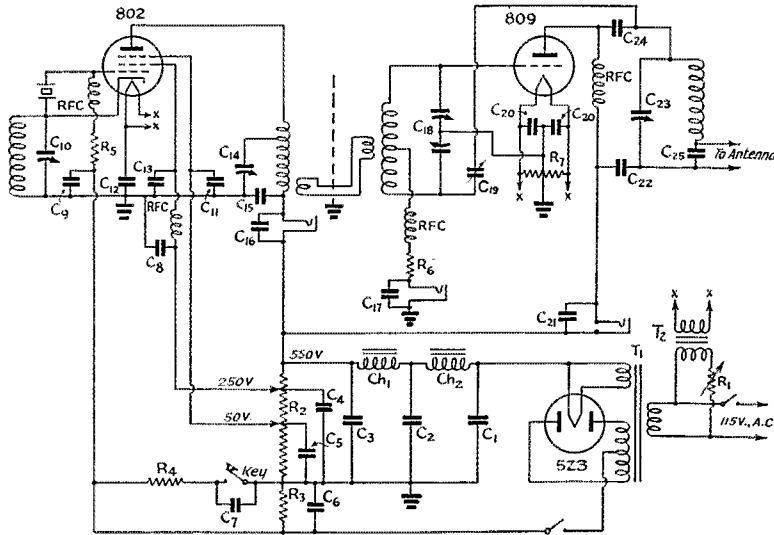 802
809
C24
RFC
RFC
C10
R5
C9
C13
C12
RFC
C11
C8
x
x
C14
C15
C16
C18
C20
C20
R7
x
x
C19
RFC
R6
C17
C23
C25
To Antenna
C22
C21
550V
Ch1
Ch2
T1
T2
x
x
R1
115V., A.C.
250V
50V
R2
C4
C5
C3
C2
C1
5Z3
R4
Key
C7
R3
C6